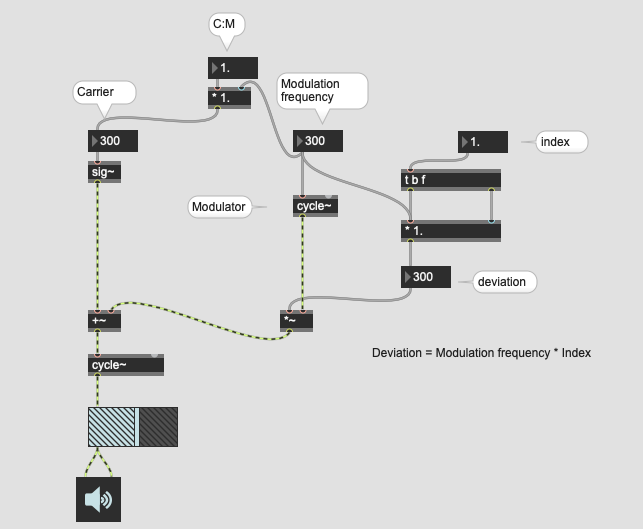 C:M
1.
* 1.
Carrier
Modulation
frequency
300
300
1.
index
sig~
t b f
Modulator
cycle~
* 1.
300
deviation
+~
*~
Deviation = Modulation frequency * Index
cycle~